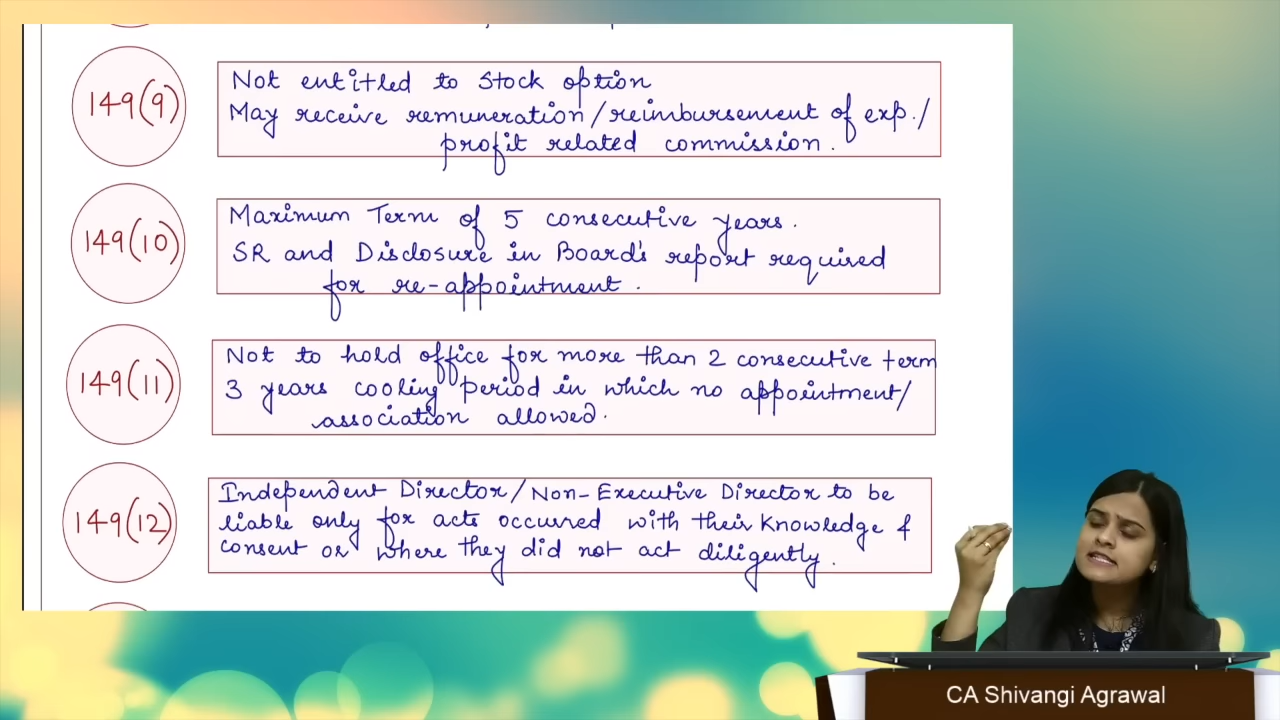 149(9)
Not entitled to stock option
May receive remuneration/reimbursement of exp./
profit related commission.
149(10)
Maximum Term of 5 consecutive years.
SR and Disclosure in Board's report required
for re-appointment.
149(11)
Not to hold office for more than 2 consecutive term
3 years cooling period in which no appointment/
association allowed.
149(12)
Independent Director/Non-Executive Director to be
liable only for acts occurred with their knowledge &
consent or where they did not act diligently.
CA Shivangi Agrawal